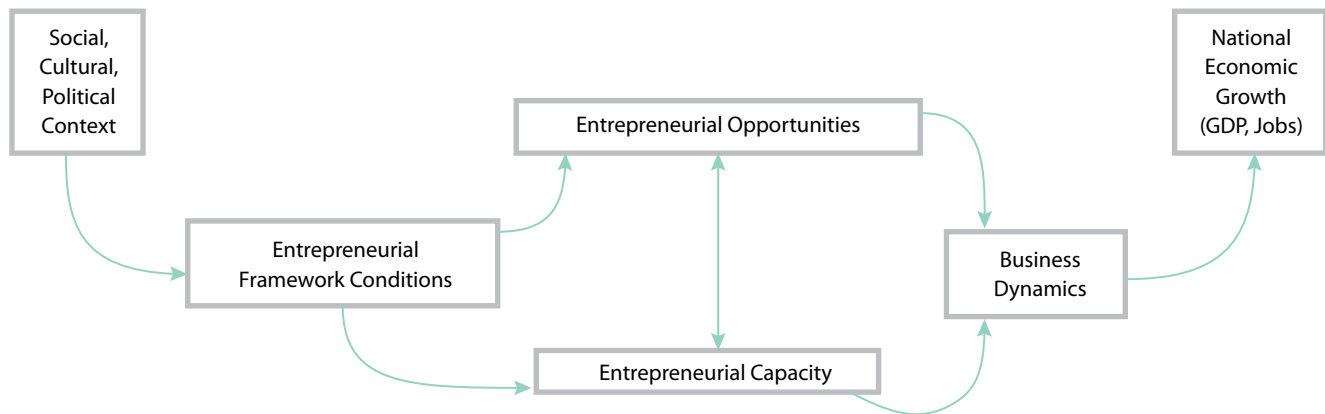 Social,
Cultural,
Political
Context
Entrepreneurial
Framework Conditions
Entrepreneurial Opportunities
Entrepreneurial Capacity
Business
Dynamics
National
Economic
Growth
(GDP, Jobs)